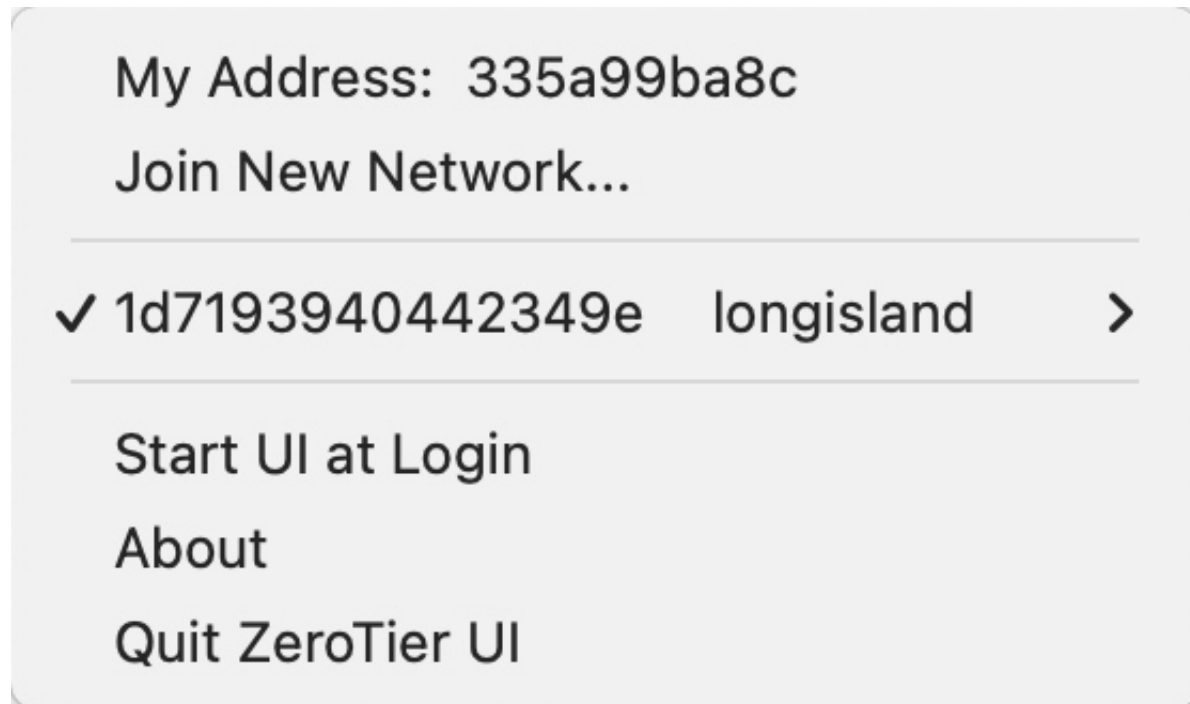 My Address: 335a99ba8c
Join New Network...
1d7193940442349e longisland
Start UI at Login
About
Quit ZeroTier UI